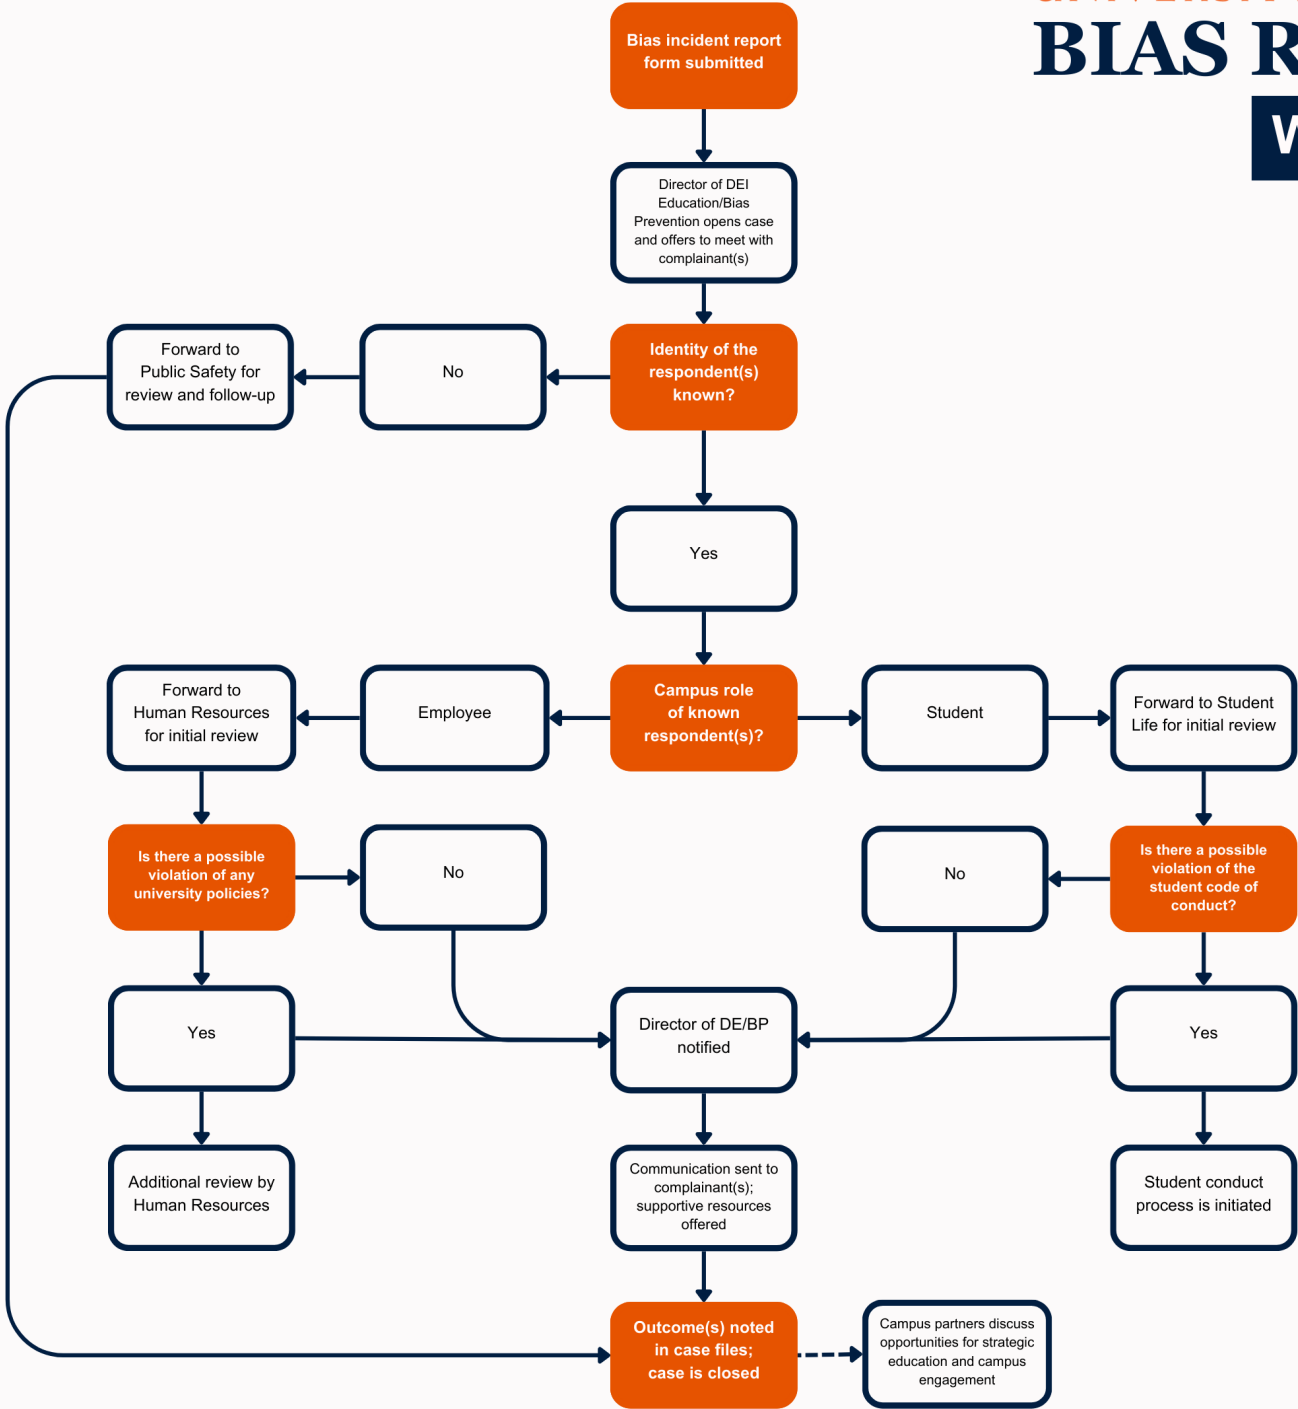 BIAS
Bias incident report
form submitted
Director of DEI
Education/Bias
Prevention opens case
and offers to meet with
complainant(s)
Identity of the
respondent(s)
known?
No
Forward to
Public Safety for
review and follow-up
Yes
Campus role
of known
respondent(s)?
Employee
Forward to
Human Resources
for initial review
Student
Forward to Student
Life for initial review
Is there a possible
violation of any
university policies?
No
No
Is there a possible
violation of the
student code of
conduct?
Yes
Director of DE/BP
notified
Yes
Additional review by
Human Resources
Communication sent to
complainant(s);
supportive resources
offered
Student conduct
process is initiated
Outcome(s) noted
in case files;
case is closed
Campus partners discuss
opportunities for strategic
education and campus
engagement